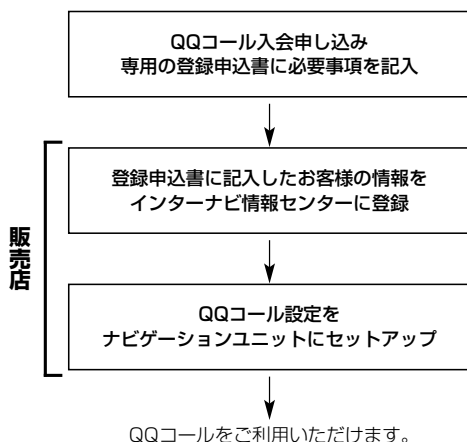 QQコール入会申し込み
専用の登録申込書に必要事項を記入
登録申込書に記入したお客様の情報を
インターナビ情報センターに登録
販売店
QQコール設定を
ナビゲーションユニットにセットアップ
QQコールをご利用いただけます。